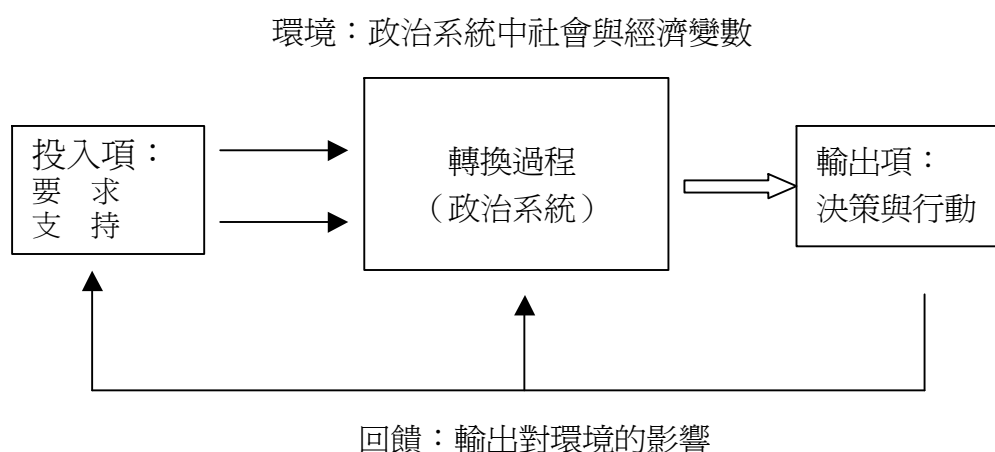 環境：政治系統中社會與經濟變數
投入項：
要　求
支　持
轉換過程
（政治系統）
輸出項：
決策與行動
回饋：輸出對環境的影響